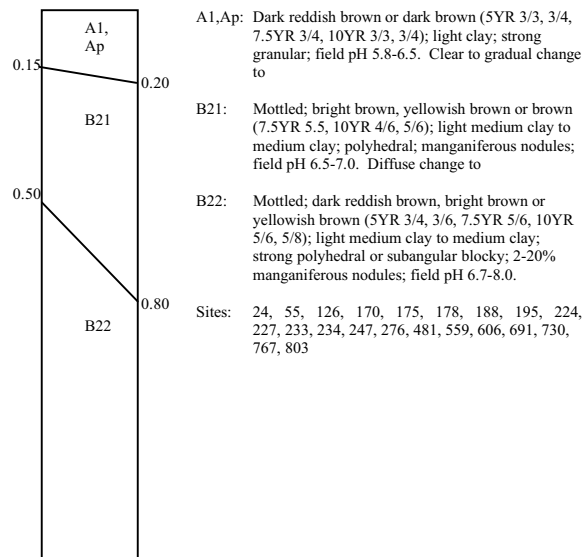 A1,
Ap
0.15
0.20
B21
0.50
0.80
B22
A1,Ap: Dark reddish brown or dark brown (5YR 3/3, 3/4,
7.5YR 3/4, 10YR 3/3, 3/4); light clay; strong
granular; field pH 5.8-6.5. Clear to gradual change
to
B21: Mottled; bright brown, yellowish brown or brown
(7.5YR 5.5, 10YR 4/6, 5/6); light medium clay to
medium clay; polyhedral; manganiferous nodules;
field pH 6.5-7.0. Diffuse change to
B22: Mottled; dark reddish brown, bright brown or
yellowish brown (5YR 3/4, 3/6, 7.5YR 5/6, 10YR
5/6, 5/8); light medium clay to medium clay;
strong polyhedral or subangular blocky; 2-20%
manganiferous nodules; field pH 6.7-8.0.
Sites: 24, 55, 126, 170, 175, 178, 188, 195, 224,
227, 233, 234, 247, 276, 481, 559, 606, 691, 730,
767, 803